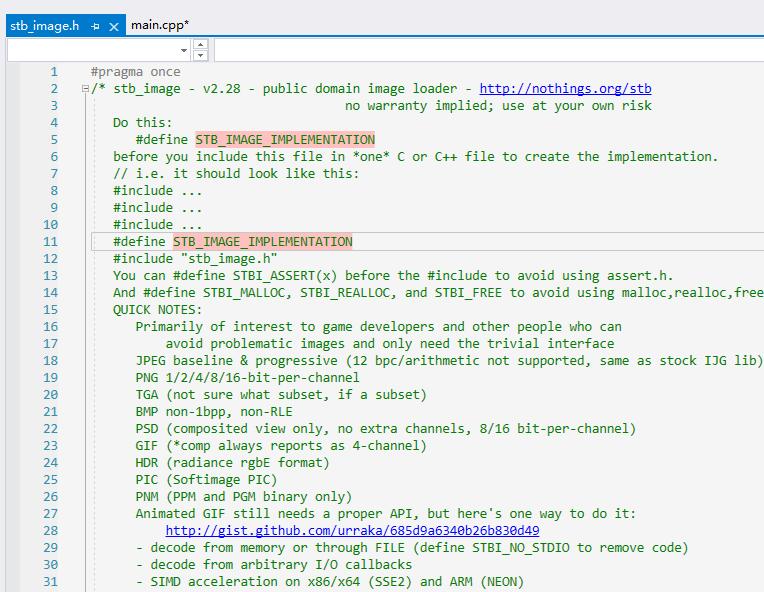 stb_image.h main.cpp*
1 #pragma once
2 /* stb_image - v2.28 - public domain image loader - http://nothings.org/stb
3 no warranty implied; use at your own risk
4 Do this:
5 #define STB_IMAGE_IMPLEMENTATION
6 before you include this file in *one* C or C++ file to create the implementation.
7 // i.e. it should look like this:
8 #include ...
9 #include ...
10 #include ...
11 #define STB_IMAGE_IMPLEMENTATION
12 #include "stb_image.h"
13 You can #define STBI_ASSERT(x) before the #include to avoid using assert.h.
14 And #define STBI_MALLOC, STBI_REALLOC, and STBI_FREE to avoid using malloc,realloc,free
15 QUICK NOTES:
16 Primarily of interest to game developers and other people who can
17 avoid problematic images and only need the trivial interface
18 JPEG baseline & progressive (12 bpc/arithmetic not supported, same as stock IJG lib)
19 PNG 1/2/4/8/16-bit-per-channel
20 TGA (not sure what subset, if a subset)
21 BMP non-1bpp, non-RLE
22 PSD (composited view only, no extra channels, 8/16 bit-per-channel)
23 GIF (*comp always reports as 4-channel)
24 HDR (radiance rgbE format)
25 PIC (Softimage PIC)
26 PNM (PPM and PGM binary only)
27 Animated GIF still needs a proper API, but here's one way to do it:
28 http://gist.github.com/urraka/685d9a6340b26b830d49
29 - decode from memory or through FILE (define STBI_NO_STDIO to remove code)
30 - decode from arbitrary I/O callbacks
31 - SIMD acceleration on x86/x64 (SSE2) and ARM (NEON)